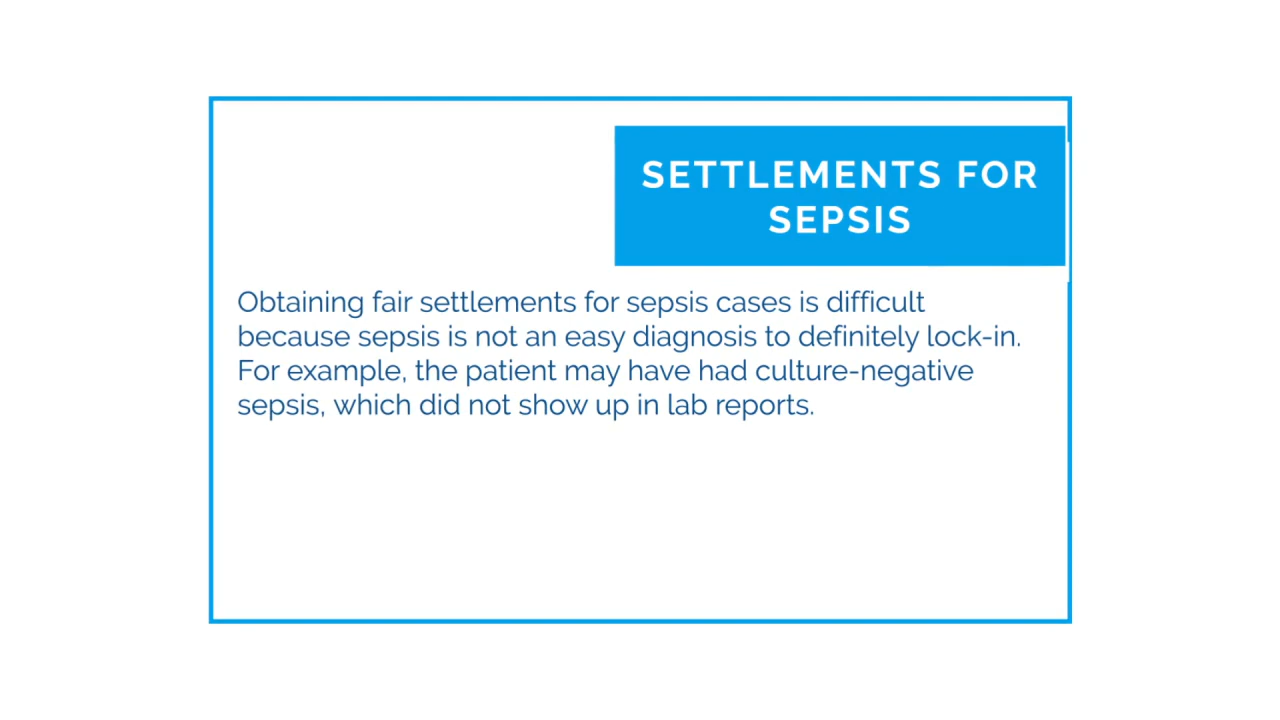 SETTLEMENTS FOR
SEPSIS
Obtaining fair settlements for sepsis cases is difficult
because sepsis is not an easy diagnosis to definitely lock-in.
For example, the patient may have had culture-negative
sepsis, which did not show up in lab reports.